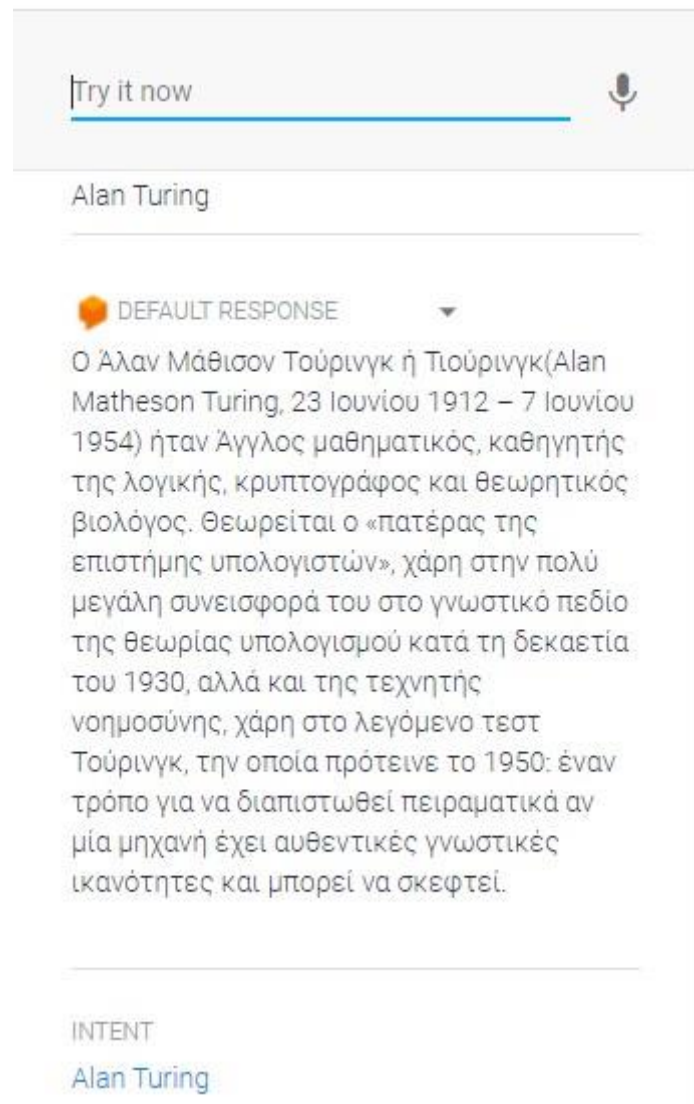 Try it now
Alan Turing
DEFAULT RESPONSE
Ο Άλαν Μάθισον Τούρινγκ ή Τιούρινγκ(Alan
Matheson Turing, 23 Ιουνίου 1912 – 7 Ιουνίου
1954) ήταν Άγγλος μαθηματικός, καθηγητής
της λογικής, κρυπτογράφος και θεωρητικός
βιολόγος. Θεωρείται ο «πατέρας της
επιστήμης υπολογιστών», χάρη στην πολύ
μεγάλη συνεισφορά του στο γνωστικό πεδίο
της θεωρίας υπολογισμού κατά τη δεκαετία
του 1930, αλλά και της τεχνητής
νοημοσύνης, χάρη στο λεγόμενο τεστ
Τούρινγκ, την οποία πρότεινε το 1950: έναν
τρόπο για να διαπιστωθεί πειραματικά αν
μία μηχανή έχει αυθεντικές γνωστικές
ικανότητες και μπορεί να σκεφτεί.
INTENT
Alan Turing